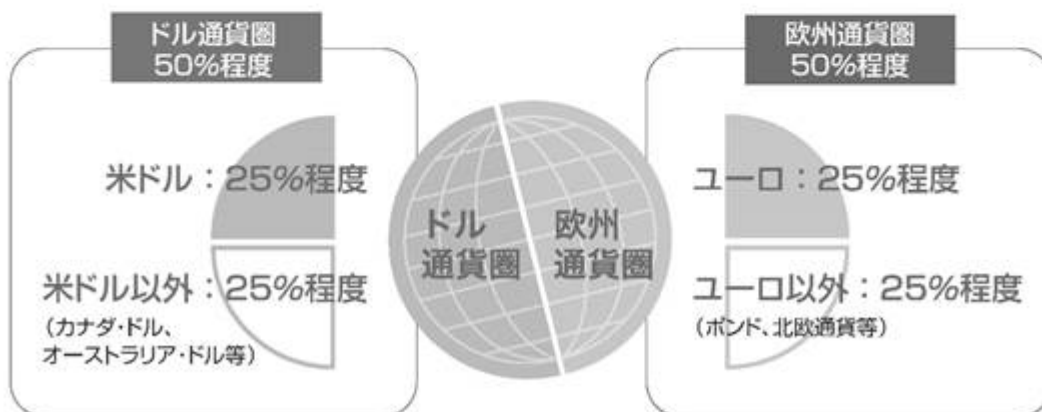 ドル通貨圏
50%程度
米ドル：25%程度
米ドル以外：25%程度
（カナダ・ドル、
オーストラリア・ドル等）
ドル
通貨圏
欧州
通貨圏
欧州通貨圏
50%程度
ユーロ：25%程度
ユーロ以外：25%程度
（ポンド、北欧通貨等）